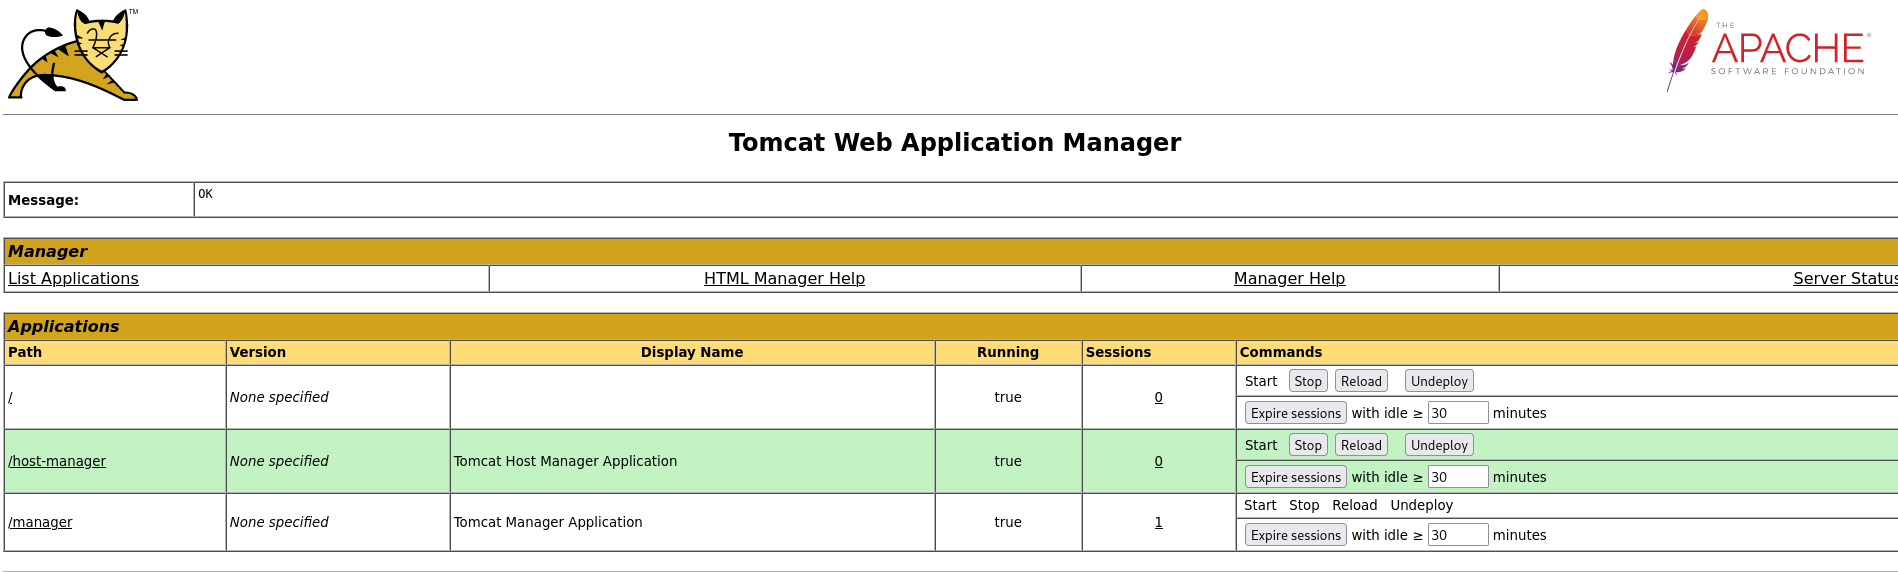 TM
THE
APACHE®
SOFTWARE FOUNDATION
Tomcat Web Application Manager
Message: OK
Manager
List Applications HTML Manager Help Manager Help Server Status
Applications
Path Version Display Name Running Sessions Commands
/ None specified true 0 Start Stop Reload Undeploy
Expire sessions with idle ≥ 30 minutes
/host-manager None specified Tomcat Host Manager Application true 0 Start Stop Reload Undeploy
Expire sessions with idle ≥ 30 minutes
/manager None specified Tomcat Manager Application true 1 Start Stop Reload Undeploy
Expire sessions with idle ≥ 30 minutes